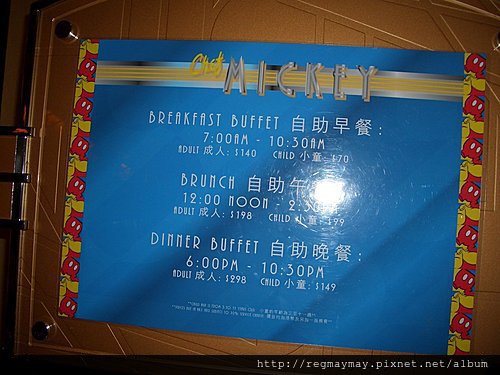 Chef MICKEY
BREAKFAST BUFFET 自助早餐:
7:00AM - 10:30AM
ADULT 成人: $140 CHILD 小童: $70
BRUNCH 自助午
12:00 NOON - 2:30
ADULT 成人: $198 CHILD 小童: $99
DINNER BUFFET 自助晚餐:
6:00PM - 10:30PM
ADULT 成人: $298 CHILD 小童: $149
http://regmaymay.pixnet.net/album